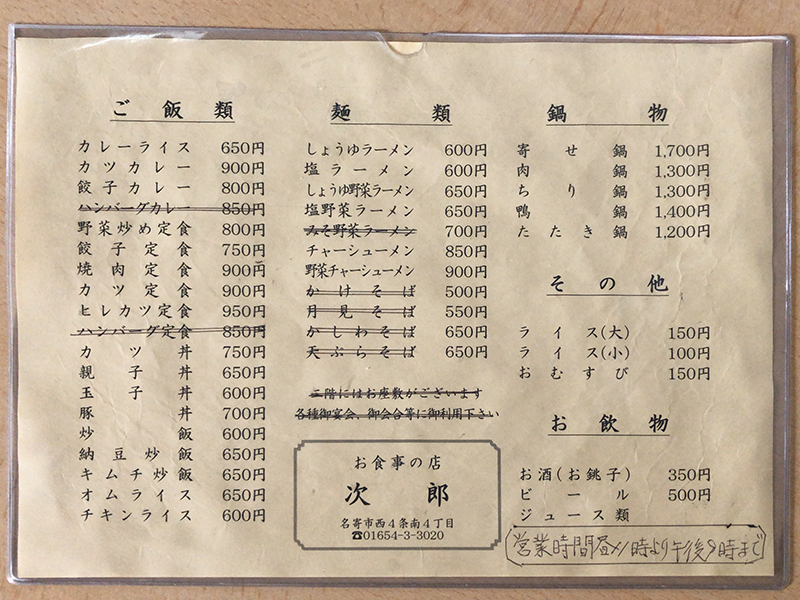 ご飯類
カレーライス 650円
カツカレー 900円
餃子カレー 800円
ハンバーグカレー 850円
野菜炒め定食 800円
餃子定食 750円
焼肉定食 900円
カツ定食 900円
ヒレカツ定食 950円
ハンバーグ定食 850円
カツ丼 750円
親子丼 650円
玉子丼 600円
豚丼 700円
炒飯 600円
納豆炒飯 650円
キムチ炒飯 650円
オムライス 650円
チキンライス 600円
麺類
しょうゆラーメン 600円
塩ラーメン 600円
しょうゆ野菜ラーメン 650円
塩野菜ラーメン 650円
みそ野菜ラーメン 700円
チャーシューメン 850円
野菜チャーシューメン 900円
かけそば 500円
月見そば 550円
かしわそば 650円
天ぷらそば 650円
二階にはお座敷がございます
各種御宴会、御会合等に御利用下さい
お食事の店
次郎
名寄市西4条南4丁目
☎01654-3-3020
鍋物
寄せ鍋 1,700円
肉鍋 1,300円
ちり鍋 1,300円
鴨鍋 1,400円
たたき鍋 1,200円
その他
ライス(大) 150円
ライス(小) 100円
おむすび 150円
お飲物
お酒(お銚子) 350円
ビール 500円
ジュース類
営業時間昼11時より午後8時まで